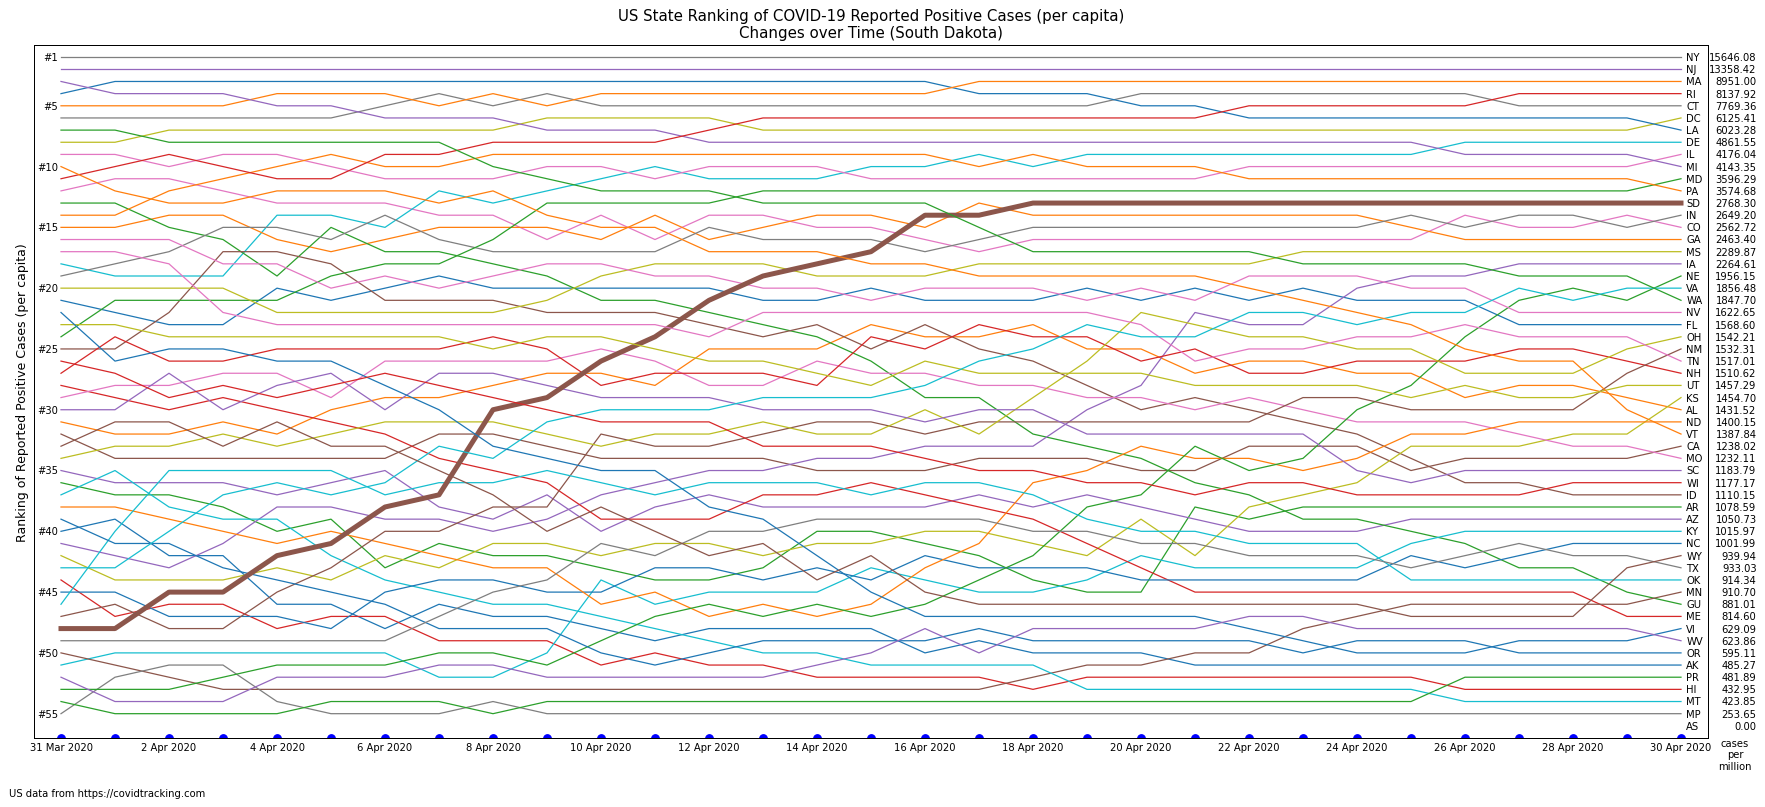 US State Ranking of COVID-19 Reported Positive Cases (per capita)
Changes over Time (South Dakota)
Ranking of Reported Positive Cases (per capita)
#1
#5
#10
#15
#20
#25
#30
#35
#40
#45
#50
#55
NY 15646.08
NJ 13358.42
MA 8951.00
RI 8137.92
CT 7769.36
DC 6125.41
LA 6023.28
DE 4861.55
IL 4176.04
MI 4143.35
MD 3596.29
PA 3574.68
SD 2768.30
IN 2649.20
CO 2562.72
GA 2463.40
MS 2289.87
IA 2264.61
NE 1956.15
VA 1856.48
WA 1847.70
NV 1622.65
FL 1568.60
OH 1542.21
NM 1532.31
TN 1517.01
NH 1510.62
UT 1457.29
KS 1454.70
AL 1431.52
ND 1400.15
VT 1387.84
CA 1238.02
MO 1232.11
SC 1183.79
WI 1177.17
ID 1110.15
AR 1078.59
AZ 1050.73
KY 1015.97
NC 1001.99
WY 939.94
TX 933.03
OK 914.34
MN 910.70
GU 881.01
ME 814.60
VI 629.09
WV 623.86
OR 595.11
AK 485.27
PR 481.89
HI 432.95
MT 423.85
MP 253.65
AS 0.00
31 Mar 2020 2 Apr 2020 4 Apr 2020 6 Apr 2020 8 Apr 2020 10 Apr 2020 12 Apr 2020 14 Apr 2020 16 Apr 2020 18 Apr 2020 20 Apr 2020 22 Apr 2020 24 Apr 2020 26 Apr 2020 28 Apr 2020 30 Apr 2020
cases
per
million
US data from https://covidtracking.com